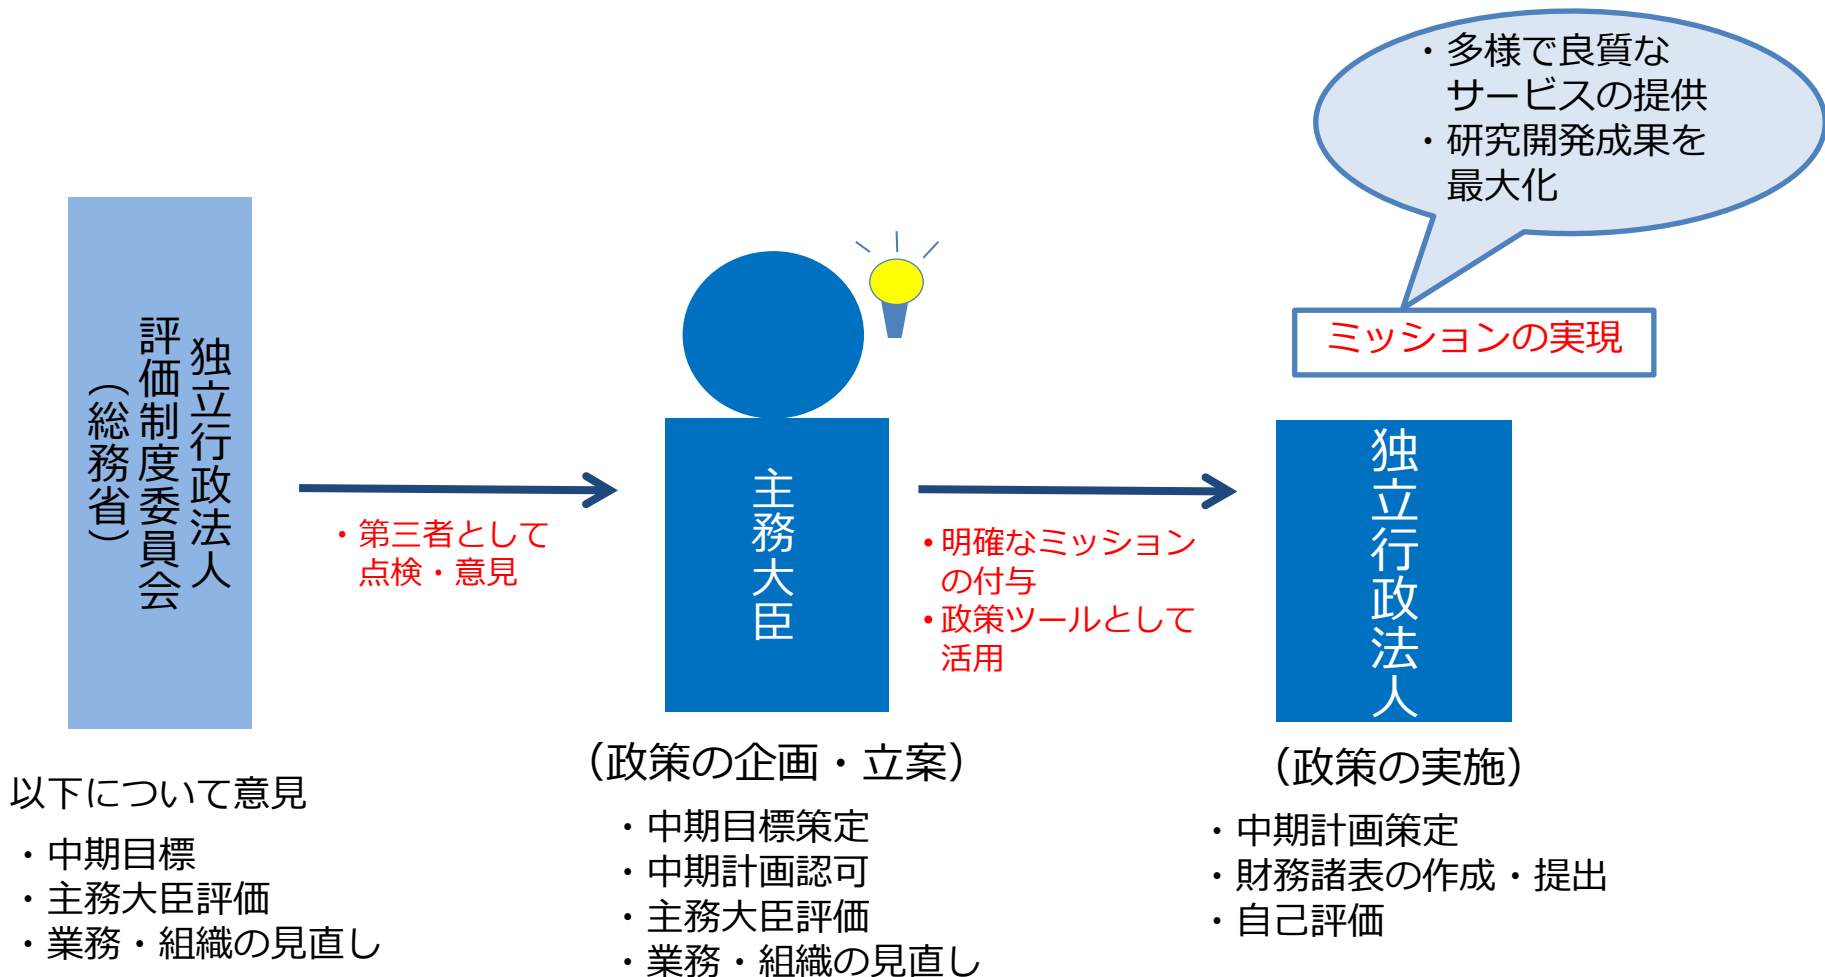 ・多様で良質な
サービスの提供
・研究開発成果を
最大化
ミッションの実現
独立行政法人
評価制度委員会
（総務省）
・第三者として
点検・意見
主務大臣
・明確なミッション
の付与
・政策ツールとして
活用
独立行政法人
以下について意見
・中期目標
・主務大臣評価
・業務・組織の見直し
（政策の企画・立案）
・中期目標策定
・中期計画認可
・主務大臣評価
・業務・組織の見直し
（政策の実施）
・中期計画策定
・財務諸表の作成・提出
・自己評価